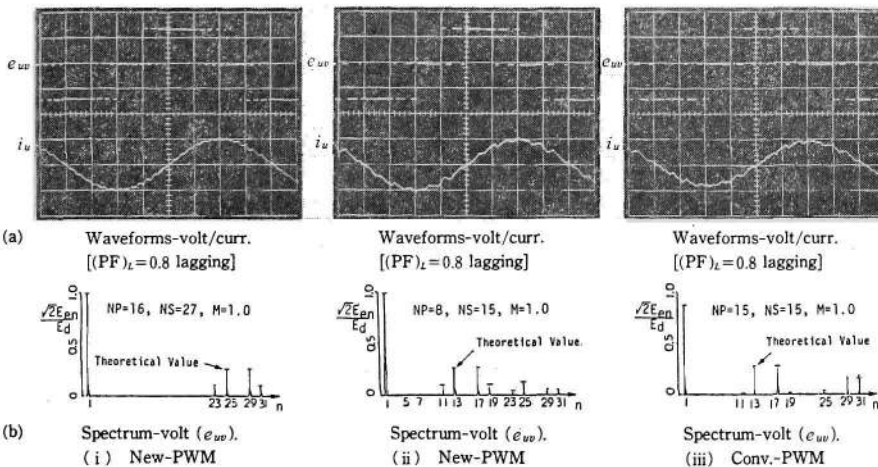 e_uv
i_u
e_uv
i_u
e_uv
i_u
(a)
Waveforms-volt/curr.
[(PF)_L=0.8 lagging]
Waveforms-volt/curr.
[(PF)_L=0.8 lagging]
Waveforms-volt/curr.
[(PF)_L=0.8 lagging]
√2E_en/E_d
1.0
0.5
0
NP=16, NS=27, M=1.0
Theoretical Value
1 23 25 29 31 n
√2E_en/E_d
1.0
0.5
0
NP=8, NS=15, M=1.0
Theoretical Value
1 5 7 11 13 17 19 23 25 29 31 n
√2E_en/E_d
1.0
0.5
0
NP=15, NS=15, M=1.0
Theoretical Value
1 11 13 17 19 25 29 31 n
(b)
Spectrum-volt (e_uv).
(i) New-PWM
Spectrum-volt (e_uv).
(ii) New-PWM
Spectrum-volt (e_uv).
(iii) Conv.-PWM